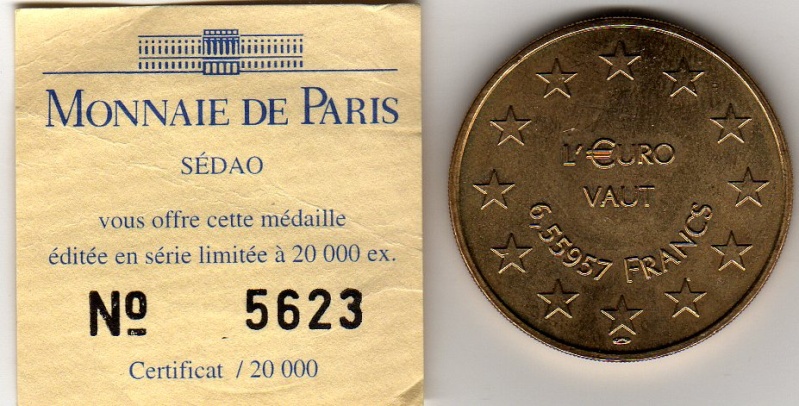 MONNAIE DE PARIS
SÉDAO
vous offre cette médaille
éditée en série limitée à 20 000 ex.
Nº 5623
Certificat / 20 000
L'€URO
VAUT
6,55957 FRANCS